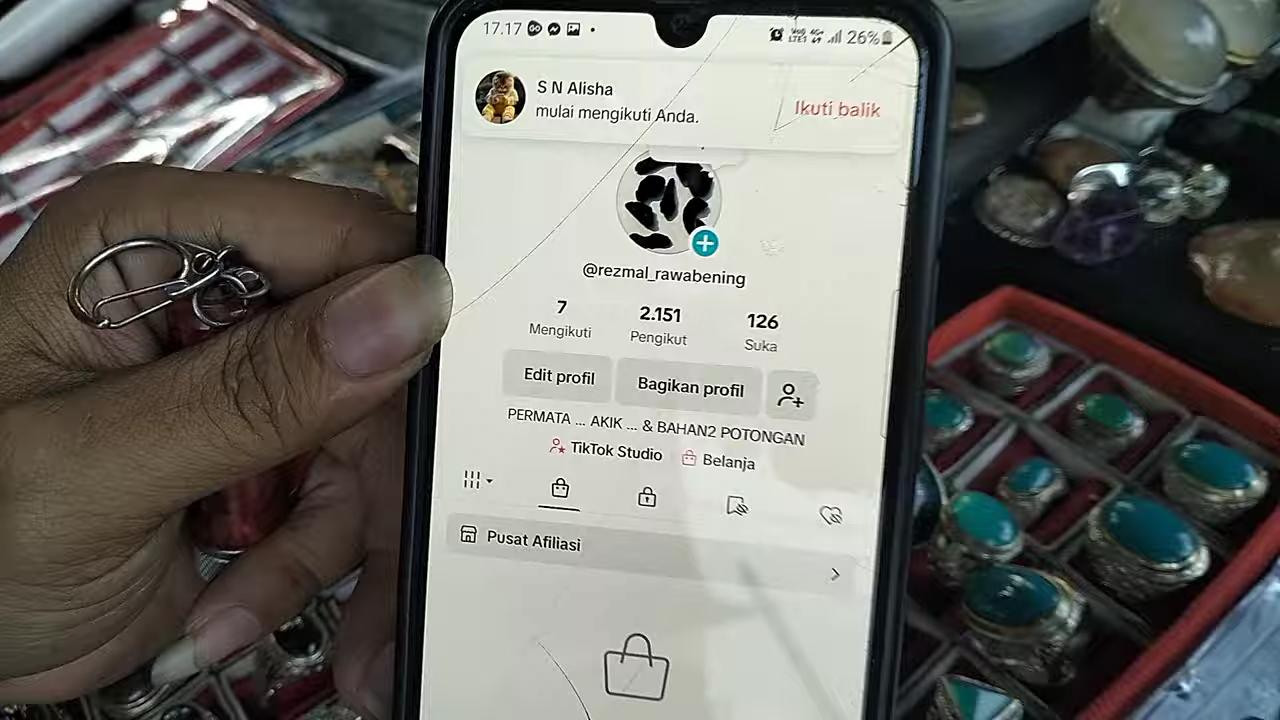 17.17 26%
S N Alisha
mulai mengikuti Anda.
Ikuti balik
@rezmal_rawabening
7 2.151 126
Mengikuti Pengikut Suka
Edit profil Bagikan profil
PERMATA ... AKIK ... & BAHAN2 POTONGAN
TikTok Studio Belanja
Pusat Afiliasi